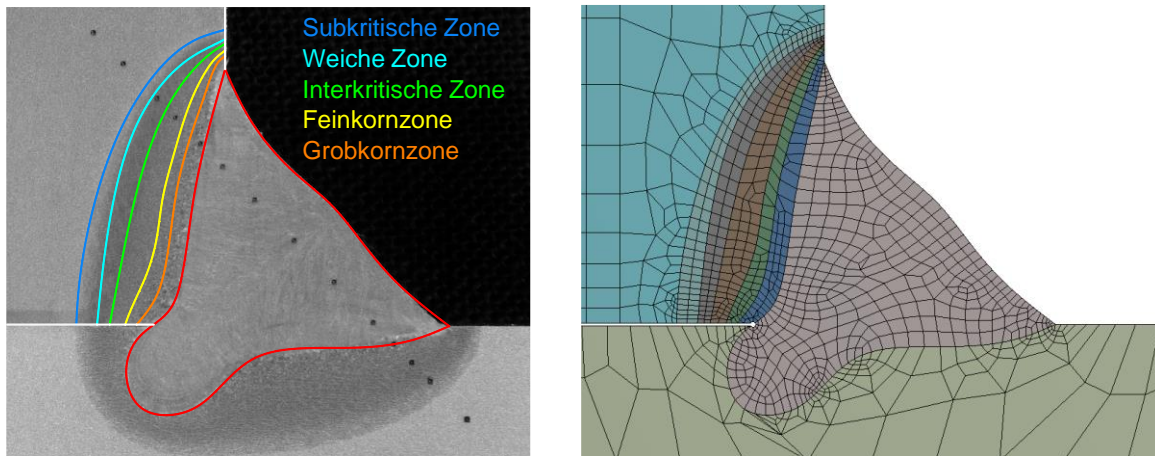 Subkritische Zone
Weiche Zone
Interkritische Zone
Feinkornzone
Grobkornzone